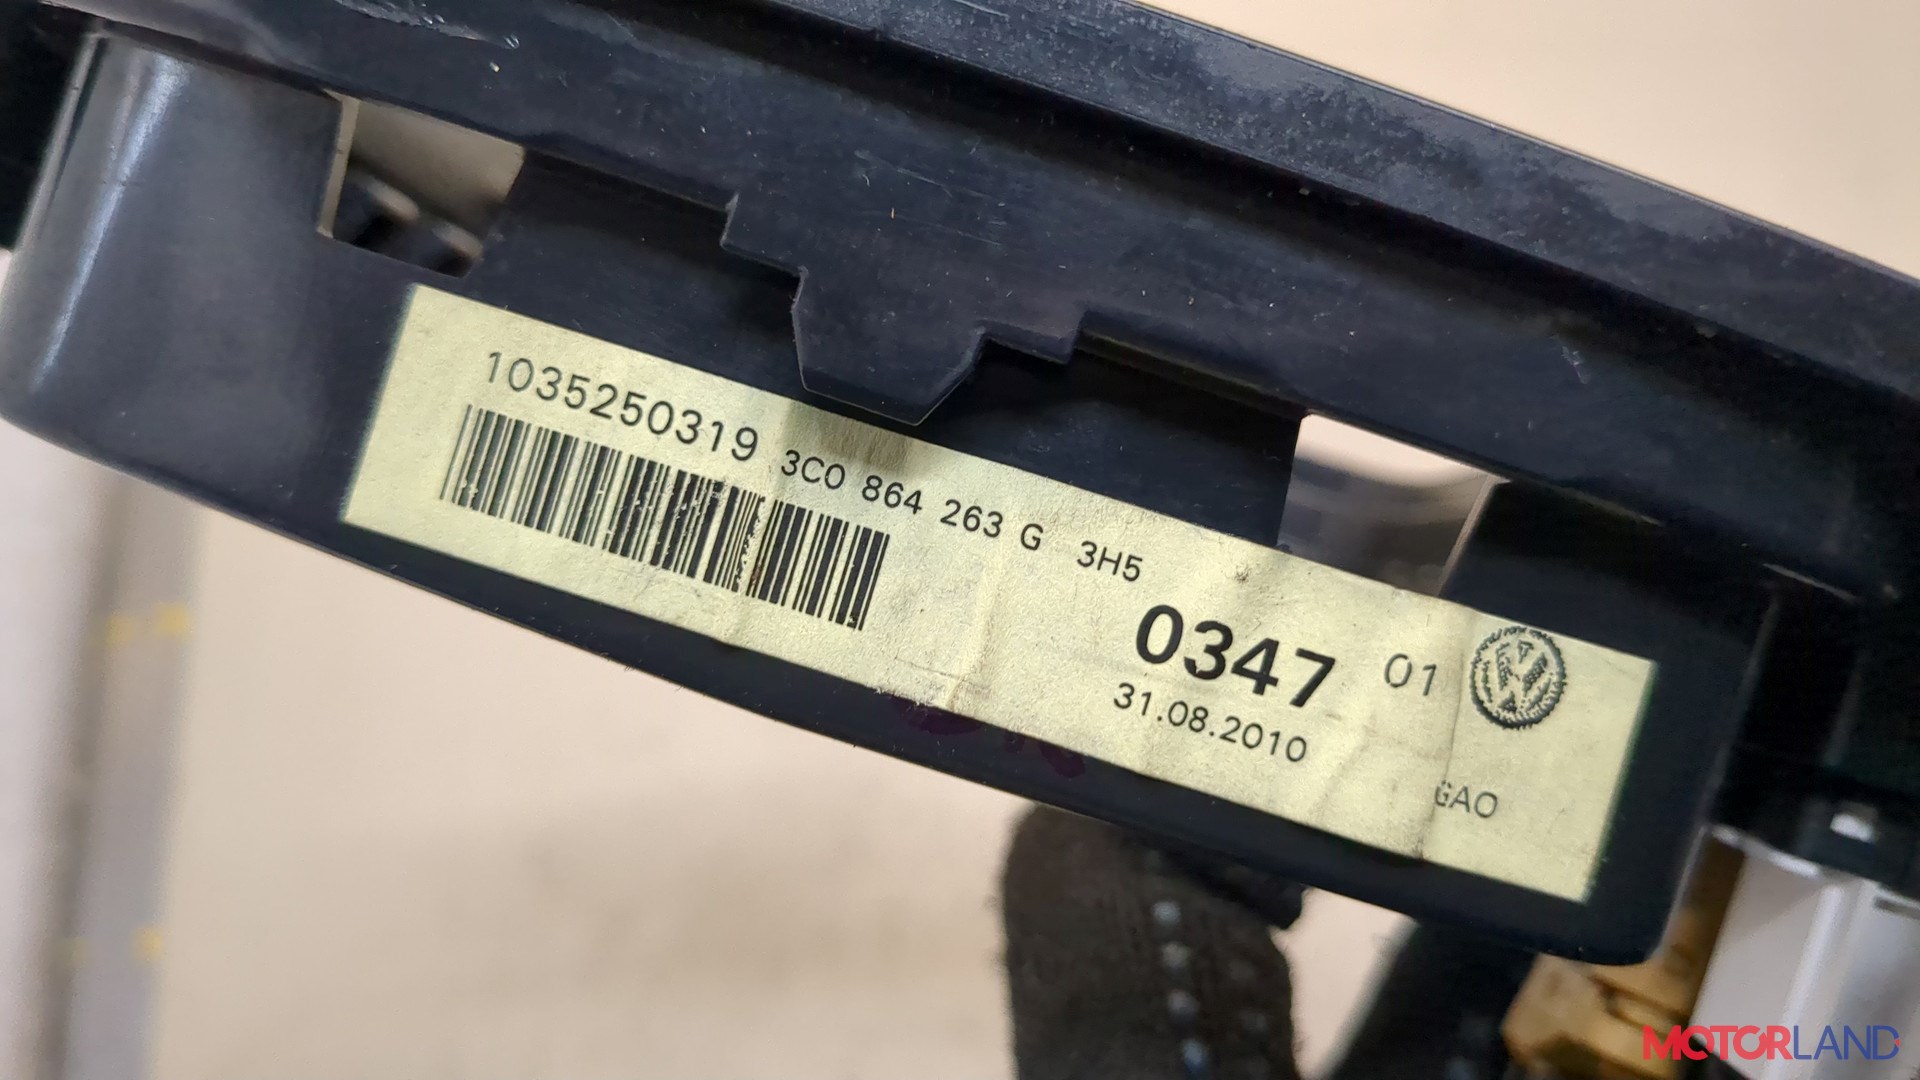 1035250319
3C0 864 263 G 3H5
0347 01
31.08.2010
GAO
MOTORLAND